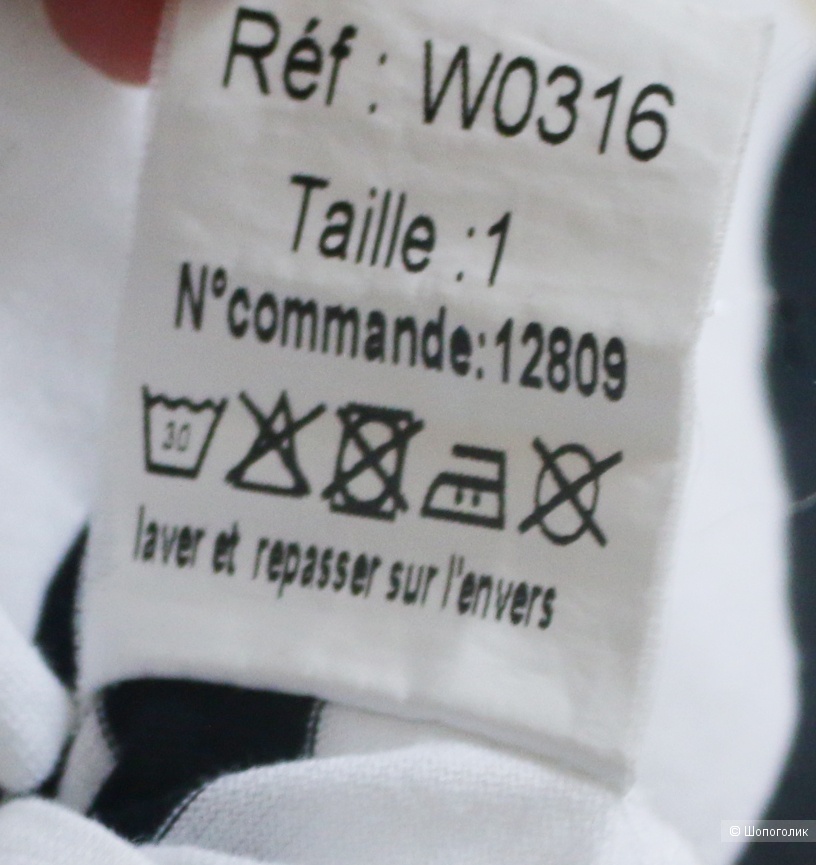 Réf : W0316
Taille :1
N°commande:12809
30
laver et repasser sur l'envers
© Шопоголик